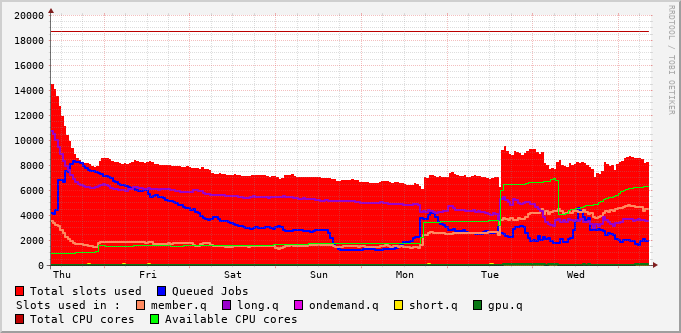 20000
18000
16000
14000
12000
10000
8000
6000
4000
2000
0
Thu Fri Sat Sun Mon Tue Wed
RRDTOOL / TOBI OETIKER
Total slots used Queued Jobs
Slots used in : member.q long.q ondemand.q short.q gpu.q
Total CPU cores Available CPU cores